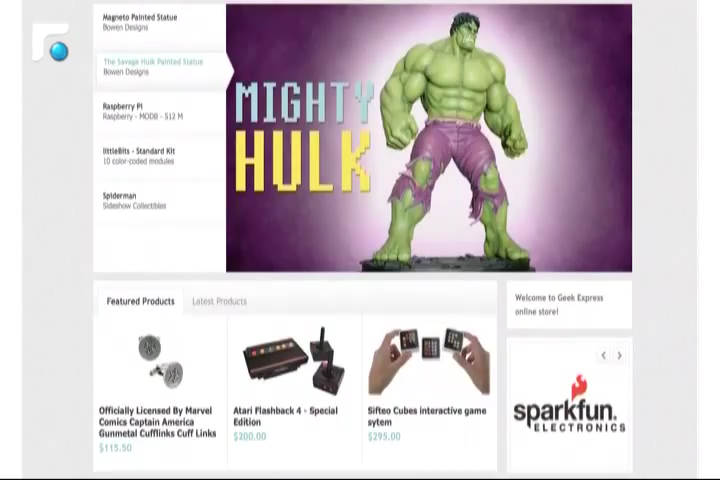 Magneto Painted Statue
Bowen Designs
The Savage Hulk Painted Statue
Bowen Designs
Raspberry Pi
Raspberry - MODB - 512 M
littleBits - Standard Kit
10 color-coded modules
Spiderman
Sideshow Collectibles
MIGHTY
HULK
Featured Products
Latest Products
Welcome to Geek Express
online store!
Officially Licensed By Marvel
Comics Captain America
Gunmetal Cufflinks Cuff Links
$115.50
Atari Flashback 4 - Special
Edition
$200.00
Sifteo Cubes interactive game
sytem
$295.00
sparkfun.
ELECTRONICS